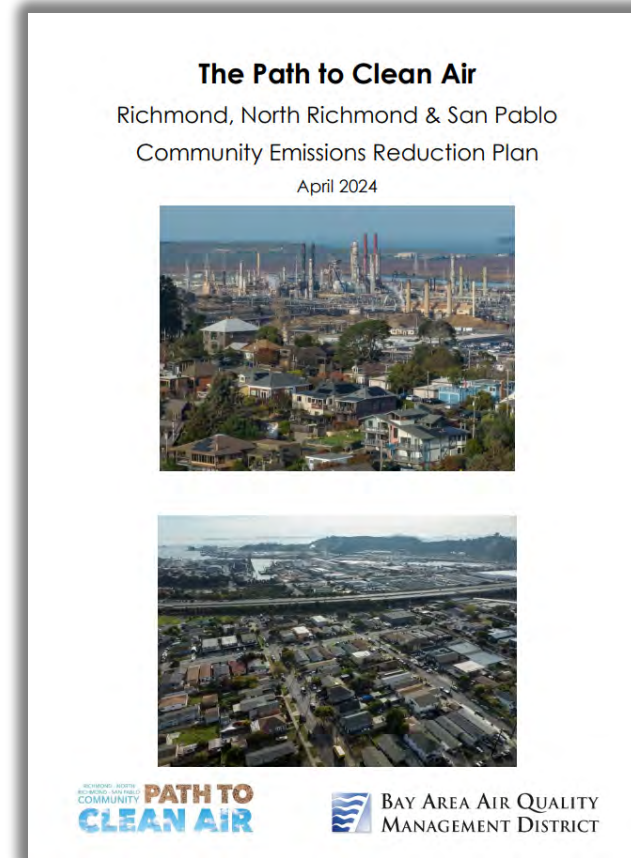 The Path to Clean Air
Richmond, North Richmond & San Pablo
Community Emissions Reduction Plan
April 2024
RICHMOND - NORTH
RICHMOND - SAN PABLO
COMMUNITY PATH TO
CLEAN AIR
BAY AREA AIR QUALITY
MANAGEMENT DISTRICT